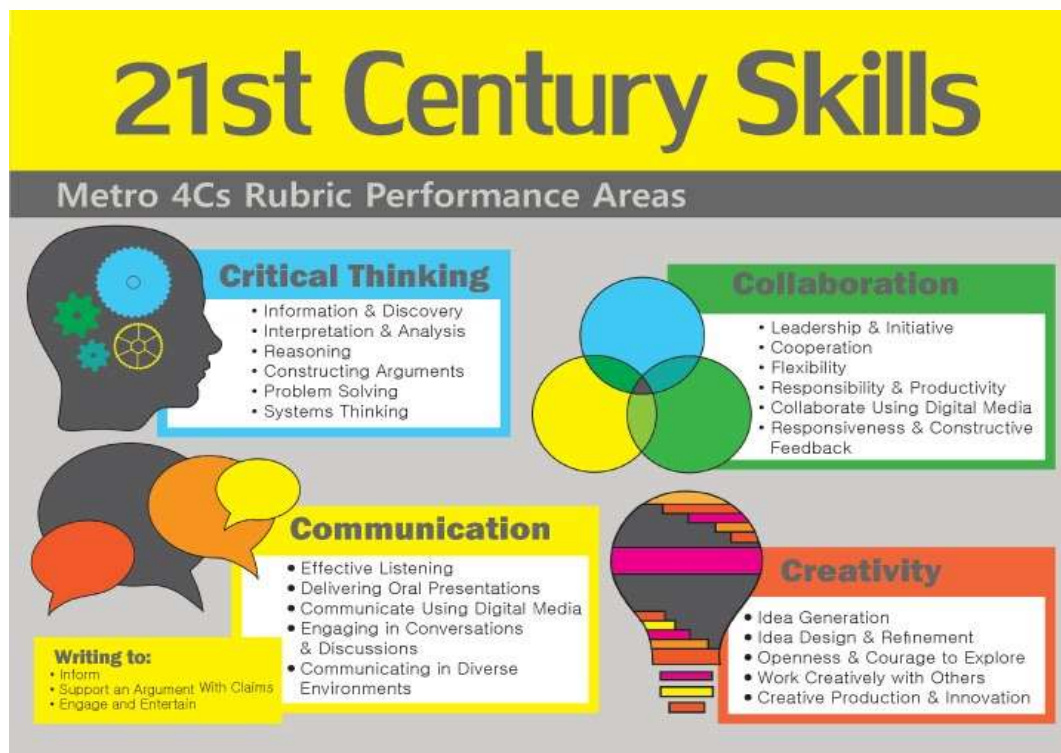 21st Century Skills
Metro 4Cs Rubric Performance Areas
Critical Thinking
• Information & Discovery
• Interpretation & Analysis
• Reasoning
• Constructing Arguments
• Problem Solving
• Systems Thinking
Collaboration
• Leadership & Initiative
• Cooperation
• Flexibility
• Responsibility & Productivity
• Collaborate Using Digital Media
• Responsiveness & Constructive
Feedback
Communication
• Effective Listening
• Delivering Oral Presentations
• Communicate Using Digital Media
• Engaging in Conversations
& Discussions
• Communicating in Diverse
Environments
Writing to:
• Inform
• Support an Argument With Claims
• Engage and Entertain
Creativity
• Idea Generation
• Idea Design & Refinement
• Openness & Courage to Explore
• Work Creatively with Others
• Creative Production & Innovation